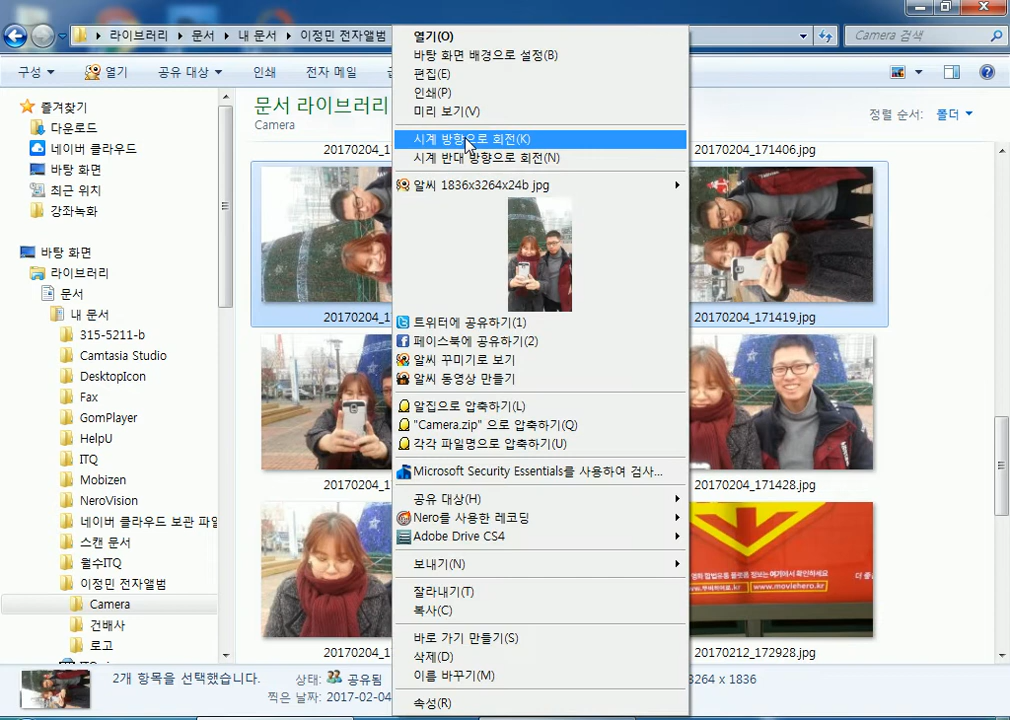 라이브러리 ▸ 문서 ▸ 내 문서 ▸ 이정민 전자앨범
Camera 검색
구성 열기 공유 대상 인쇄 전자 메일
즐겨찾기
다운로드
네이버 클라우드
바탕 화면
최근 위치
강좌녹화
바탕 화면
라이브러리
문서
내 문서
315-5211-b
Camtasia Studio
DesktopIcon
Fax
GomPlayer
HelpU
ITQ
Mobizen
NeroVision
네이버 클라우드 보관 파일
스캔 문서
월수ITQ
이정민 전자앨범
Camera
건배사
로고
문서 라이브러리
Camera
정렬 순서: 폴더
열기(O)
바탕 화면 배경으로 설정(B)
편집(E)
인쇄(P)
미리 보기(V)
시계 방향으로 회전(K)
시계 반대 방향으로 회전(N)
알씨 1836x3264x24b jpg
트위터에 공유하기(1)
페이스북에 공유하기(2)
알씨 꾸미기로 보기
알씨 동영상 만들기
알집으로 압축하기(L)
"Camera.zip" 으로 압축하기(Q)
각각 파일명으로 압축하기(U)
Microsoft Security Essentials를 사용하여 검사...
공유 대상(H)
Nero를 사용한 레코딩
Adobe Drive CS4
보내기(N)
잘라내기(T)
복사(C)
바로 가기 만들기(S)
삭제(D)
이름 바꾸기(M)
속성(R)
20170204_1
20170204_171406.jpg
20170204_1
20170204_171419.jpg
20170204_1
20170204_171428.jpg
www.moviehero.kr
20170204_1
20170212_172928.jpg
2개 항목을 선택했습니다.
상태: 공유됨
찍은 날짜: 2017-02-04
3264 x 1836